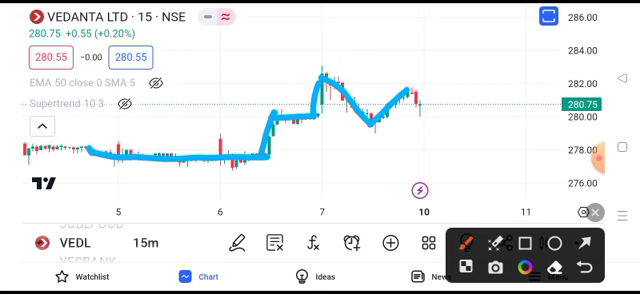 VEDANTA LTD · 15 · NSE
280.75 +0.55 (+0.20%)
280.55 −0.00 280.55
EMA 50 close 0 SMA 5
Supertrend 10 3
286.00
284.00
282.00
280.75
280.00
278.00
276.00
5 6 7 10 11
VEDL 15m
YESBANK
Watchlist
Chart
Ideas
News
Menu